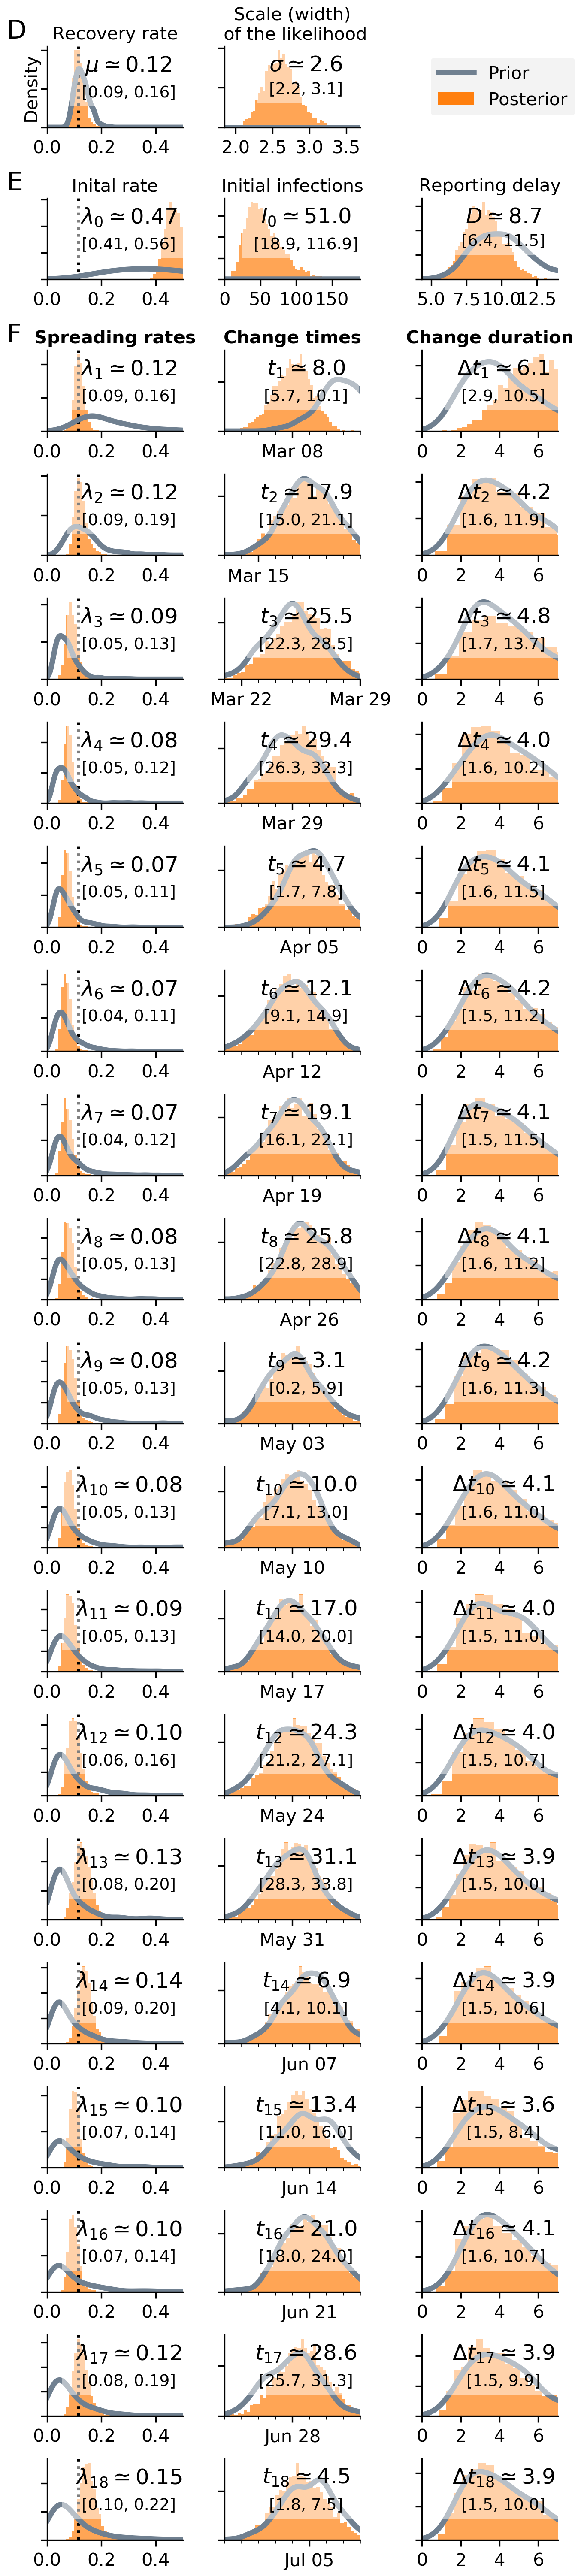 D
Recovery rate
Scale (width)
of the likelihood
Density
μ ≃ 0.12
[0.09, 0.16]
σ ≃ 2.6
[2.2, 3.1]
Prior
Posterior
0.0 0.2 0.4
2.0 2.5 3.0 3.5
E
Inital rate
Initial infections
Reporting delay
λ0 ≃ 0.47
[0.41, 0.56]
I0 ≃ 51.0
[18.9, 116.9]
D ≃ 8.7
[6.4, 11.5]
0.0 0.2 0.4
0 50 100 150
5.0 7.5 10.0 12.5
F
Spreading rates
Change times
Change duration
λ1 ≃ 0.12
[0.09, 0.16]
t1 ≃ 8.0
[5.7, 10.1]
Δt1 ≃ 6.1
[2.9, 10.5]
0.0 0.2 0.4
Mar 08
0 2 4 6
λ2 ≃ 0.12
[0.09, 0.19]
t2 ≃ 17.9
[15.0, 21.1]
Δt2 ≃ 4.2
[1.6, 11.9]
0.0 0.2 0.4
Mar 15
0 2 4 6
λ3 ≃ 0.09
[0.05, 0.13]
t3 ≃ 25.5
[22.3, 28.5]
Δt3 ≃ 4.8
[1.7, 13.7]
0.0 0.2 0.4
Mar 22 Mar 29
0 2 4 6
λ4 ≃ 0.08
[0.05, 0.12]
t4 ≃ 29.4
[26.3, 32.3]
Δt4 ≃ 4.0
[1.6, 10.2]
0.0 0.2 0.4
Mar 29
0 2 4 6
λ5 ≃ 0.07
[0.05, 0.11]
t5 ≃ 4.7
[1.7, 7.8]
Δt5 ≃ 4.1
[1.6, 11.5]
0.0 0.2 0.4
Apr 05
0 2 4 6
λ6 ≃ 0.07
[0.04, 0.11]
t6 ≃ 12.1
[9.1, 14.9]
Δt6 ≃ 4.2
[1.5, 11.2]
0.0 0.2 0.4
Apr 12
0 2 4 6
λ7 ≃ 0.07
[0.04, 0.12]
t7 ≃ 19.1
[16.1, 22.1]
Δt7 ≃ 4.1
[1.5, 11.5]
0.0 0.2 0.4
Apr 19
0 2 4 6
λ8 ≃ 0.08
[0.05, 0.13]
t8 ≃ 25.8
[22.8, 28.9]
Δt8 ≃ 4.1
[1.6, 11.2]
0.0 0.2 0.4
Apr 26
0 2 4 6
λ9 ≃ 0.08
[0.05, 0.13]
t9 ≃ 3.1
[0.2, 5.9]
Δt9 ≃ 4.2
[1.6, 11.3]
0.0 0.2 0.4
May 03
0 2 4 6
λ10 ≃ 0.08
[0.05, 0.13]
t10 ≃ 10.0
[7.1, 13.0]
Δt10 ≃ 4.1
[1.6, 11.0]
0.0 0.2 0.4
May 10
0 2 4 6
λ11 ≃ 0.09
[0.05, 0.13]
t11 ≃ 17.0
[14.0, 20.0]
Δt11 ≃ 4.0
[1.5, 11.0]
0.0 0.2 0.4
May 17
0 2 4 6
λ12 ≃ 0.10
[0.06, 0.16]
t12 ≃ 24.3
[21.2, 27.1]
Δt12 ≃ 4.0
[1.5, 10.7]
0.0 0.2 0.4
May 24
0 2 4 6
λ13 ≃ 0.13
[0.08, 0.20]
t13 ≃ 31.1
[28.3, 33.8]
Δt13 ≃ 3.9
[1.5, 10.0]
0.0 0.2 0.4
May 31
0 2 4 6
λ14 ≃ 0.14
[0.09, 0.20]
t14 ≃ 6.9
[4.1, 10.1]
Δt14 ≃ 3.9
[1.5, 10.6]
0.0 0.2 0.4
Jun 07
0 2 4 6
λ15 ≃ 0.10
[0.07, 0.14]
t15 ≃ 13.4
[11.0, 16.0]
Δt15 ≃ 3.6
[1.5, 8.4]
0.0 0.2 0.4
Jun 14
0 2 4 6
λ16 ≃ 0.10
[0.07, 0.14]
t16 ≃ 21.0
[18.0, 24.0]
Δt16 ≃ 4.1
[1.6, 10.7]
0.0 0.2 0.4
Jun 21
0 2 4 6
λ17 ≃ 0.12
[0.08, 0.19]
t17 ≃ 28.6
[25.7, 31.3]
Δt17 ≃ 3.9
[1.5, 9.9]
0.0 0.2 0.4
Jun 28
0 2 4 6
λ18 ≃ 0.15
[0.10, 0.22]
t18 ≃ 4.5
[1.8, 7.5]
Δt18 ≃ 3.9
[1.5, 10.0]
0.0 0.2 0.4
Jul 05
0 2 4 6